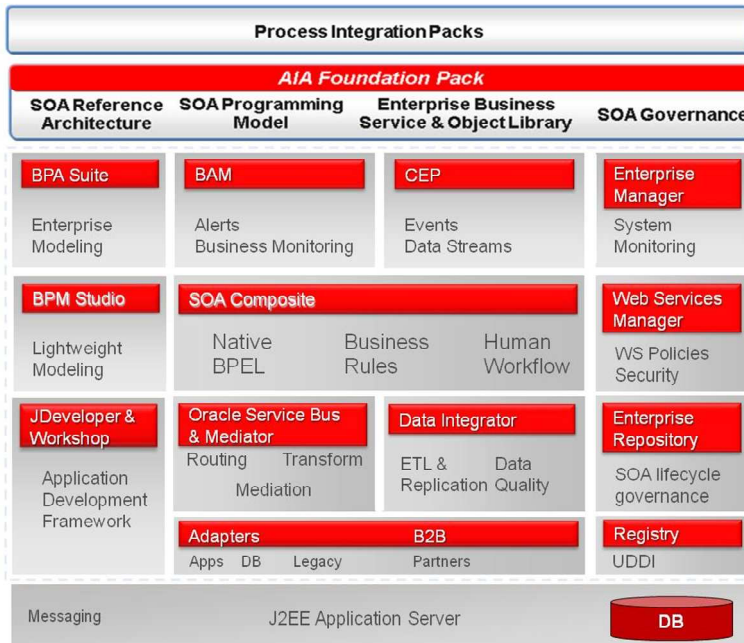 Process Integration Packs
AIA Foundation Pack
SOA Reference
Architecture
SOA Programming
Model
Enterprise Business
Service & Object Library
SOA Governance
BPA Suite
Enterprise
Modeling
BAM
Alerts
Business Monitoring
CEP
Events
Data Streams
Enterprise
Manager
System
Monitoring
BPM Studio
Lightweight
Modeling
SOA Composite
Native
BPEL
Business
Rules
Human
Workflow
Web Services
Manager
WS Policies
Security
JDeveloper &
Workshop
Application
Development
Framework
Oracle Service Bus
& Mediator
Routing Transform
Mediation
Data Integrator
ETL &
Replication
Data
Quality
Enterprise
Repository
SOA lifecycle
governance
Adapters B2B
Apps DB Legacy Partners
Registry
UDDI
Messaging J2EE Application Server DB